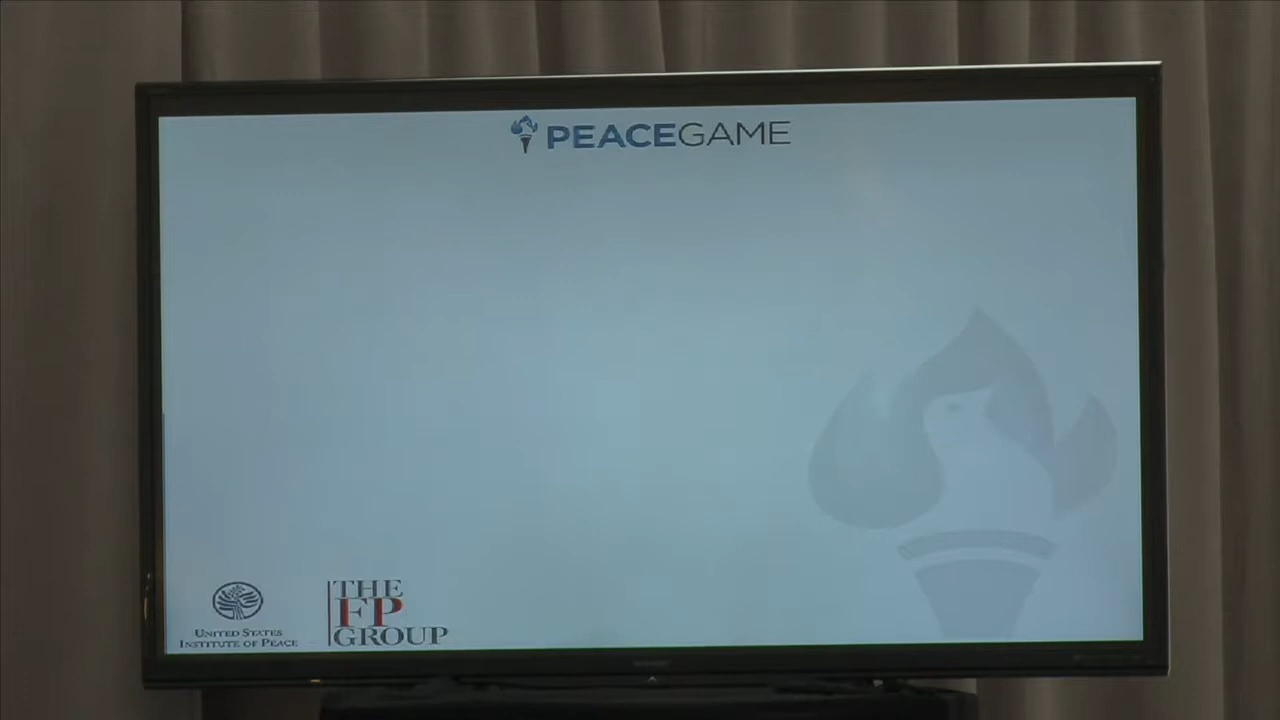 PEACEGAME
UNITED STATES
INSTITUTE OF PEACE
THE
FP
GROUP